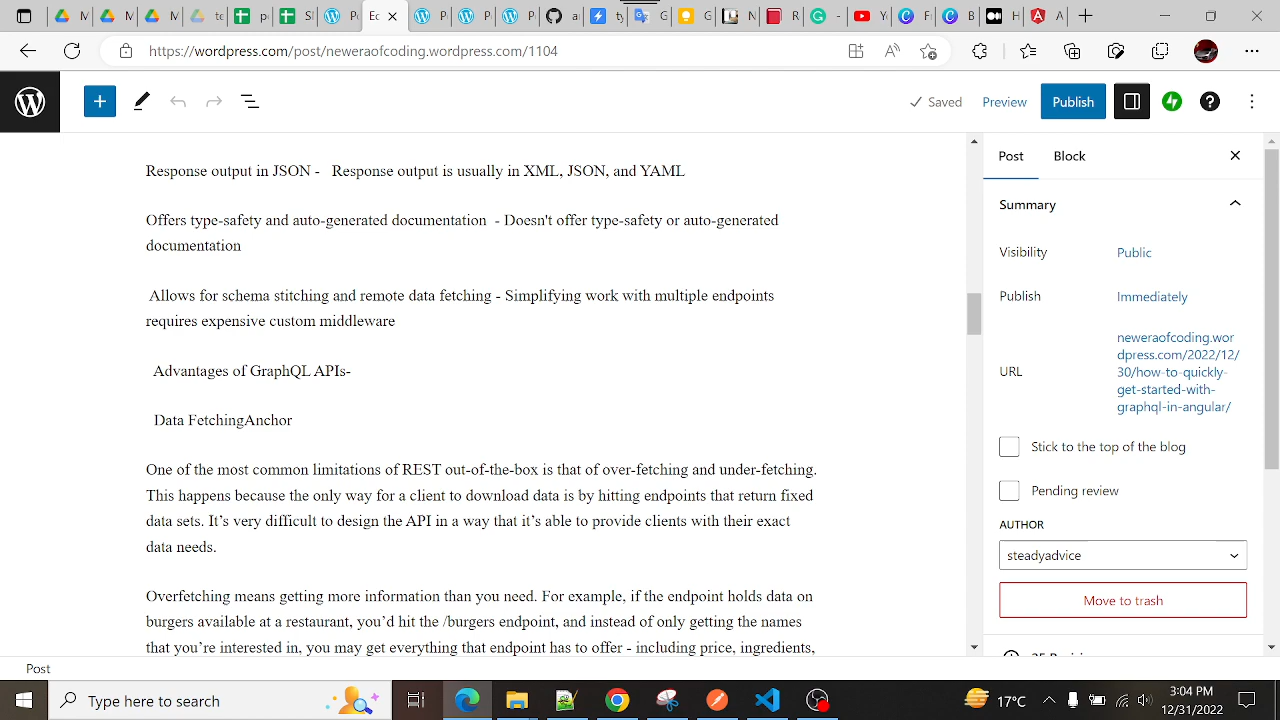 https://wordpress.com/post/neweraofcoding.wordpress.com/1104
Saved
Preview
Publish
Response output in JSON -   Response output is usually in XML, JSON, and YAML
Offers type-safety and auto-generated documentation  - Doesn't offer type-safety or auto-generated
documentation
Allows for schema stitching and remote data fetching - Simplifying work with multiple endpoints
requires expensive custom middleware
Advantages of GraphQL APIs-
Data FetchingAnchor
One of the most common limitations of REST out-of-the-box is that of over-fetching and under-fetching.
This happens because the only way for a client to download data is by hitting endpoints that return fixed
data sets. It’s very difficult to design the API in a way that it’s able to provide clients with their exact
data needs.
Overfetching means getting more information than you need. For example, if the endpoint holds data on
burgers available at a restaurant, you’d hit the /burgers endpoint, and instead of only getting the names
that you’re interested in, you may get everything that endpoint has to offer - including price, ingredients,
Post
Block
Summary
Visibility
Public
Publish
Immediately
URL
neweraofcoding.wor
dpress.com/2022/12/
30/how-to-quickly-
get-started-with-
graphql-in-angular/
Stick to the top of the blog
Pending review
AUTHOR
steadyadvice
Move to trash
Post
Type here to search
17°C
3:04 PM
12/31/2022